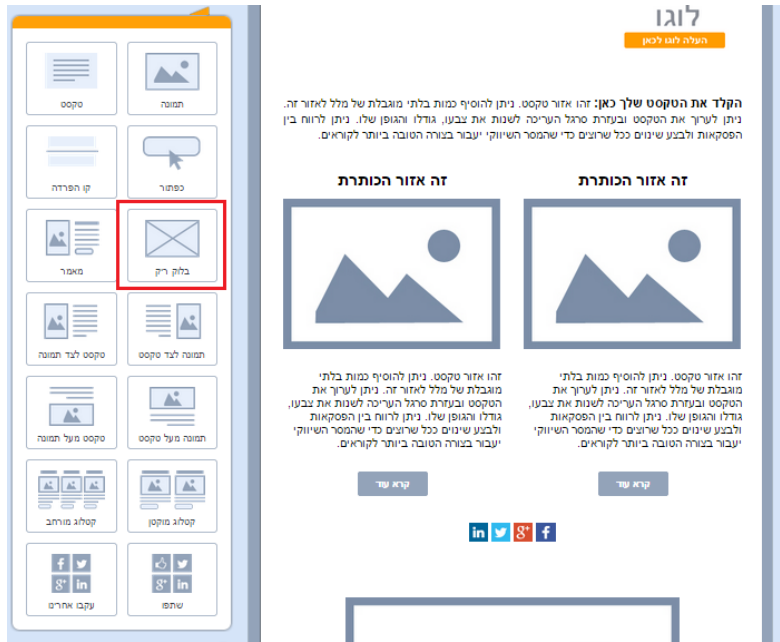 לוגו
העלה לוגו לכאן
הקלד את הטקסט שלך כאן: זהו אזור טקסט. ניתן להוסיף כמות בלתי מוגבלת של מלל לאזור זה.
ניתן לערוך את הטקסט ובעזרת סרגל העריכה לשנות את צבעו, גודלו והגופן שלו. ניתן לרווח בין
הפסקאות ולבצע שינוים ככל שרוצים כדי שהמסר השיווקי יעבור בצורה הטובה ביותר לקוראים.
זה אזור הכותרת
זהו אזור טקסט. ניתן להוסיף כמות בלתי
מוגבלת של מלל לאזור זה. ניתן לערוך את
הטקסט ובעזרת סרגל העריכה לשנות את צבעו,
גודלו והגופן שלו. ניתן לרווח בין הפסקאות
ולבצע שינוים ככל שרוצים כדי שהמסר השיווקי
יעבור בצורה הטובה ביותר לקוראים.
קרא עוד
זה אזור הכותרת
זהו אזור טקסט. ניתן להוסיף כמות בלתי
מוגבלת של מלל לאזור זה. ניתן לערוך את
הטקסט ובעזרת סרגל העריכה לשנות את צבעו,
גודלו והגופן שלו. ניתן לרווח בין הפסקאות
ולבצע שינוים ככל שרוצים כדי שהמסר השיווקי
יעבור בצורה הטובה ביותר לקוראים.
קרא עוד
in g+ f
תמונה
טקסט
כפתור
קו הפרדה
בלוק ריק
מאמר
תמונה לצד טקסט
טקסט לצד תמונה
תמונה מעל טקסט
טקסט מעל תמונה
קטלוג מוקטן
קטלוג מורחב
g+ in
שתפו
f
g+ in
עקבו אחרינו